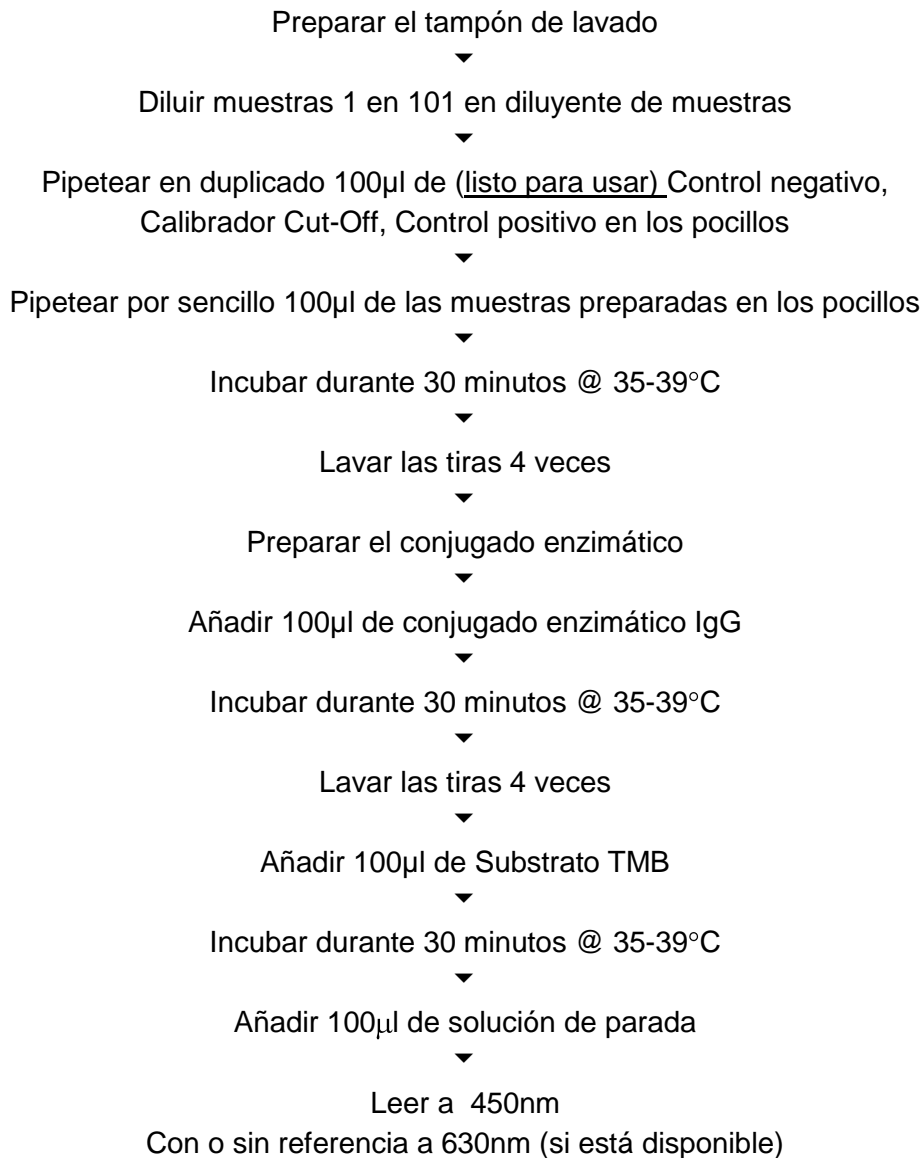 Preparar el tampón de lavado
Diluir muestras 1 en 101 en diluyente de muestras
Pipetear en duplicado 100µl de (listo para usar) Control negativo,
Calibrador Cut-Off, Control positivo en los pocillos
Pipetear por sencillo 100µl de las muestras preparadas en los pocillos
Incubar durante 30 minutos @ 35-39°C
Lavar las tiras 4 veces
Preparar el conjugado enzimático
Añadir 100µl de conjugado enzimático IgG
Incubar durante 30 minutos @ 35-39°C
Lavar las tiras 4 veces
Añadir 100µl de Substrato TMB
Incubar durante 30 minutos @ 35-39°C
Añadir 100µl de solución de parada
Leer a  450nm
Con o sin referencia a 630nm (si está disponible)